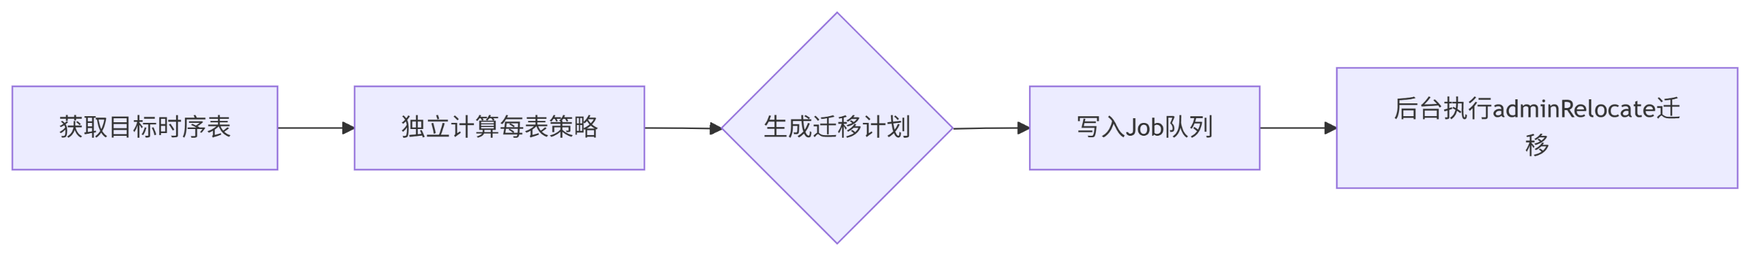 获取目标时序表
独立计算每表策略
生成迁移计划
写入Job队列
后台执行adminRelocate迁
移